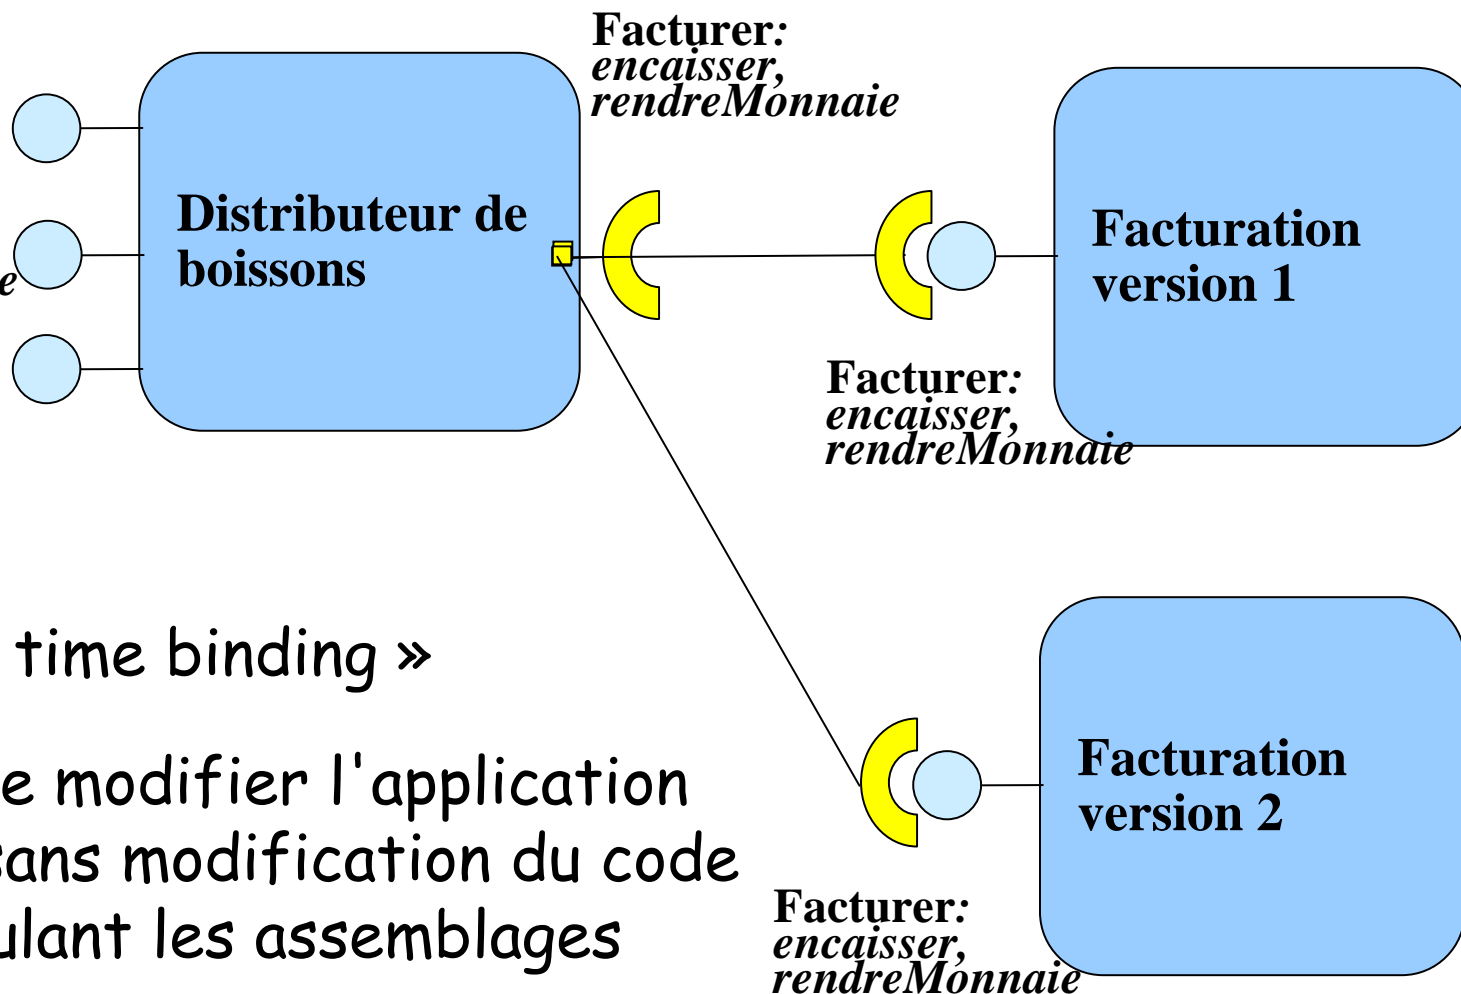 Facturer:
encaisser,
rendreMonnaie
Distributeur de
boissons
e
Facturation
version 1
Facturer:
encaisser,
rendreMonnaie
time binding »
e modifier l'application
sans modification du code
ulant les assemblages
Facturation
version 2
Facturer:
encaisser,
rendreMonnaie